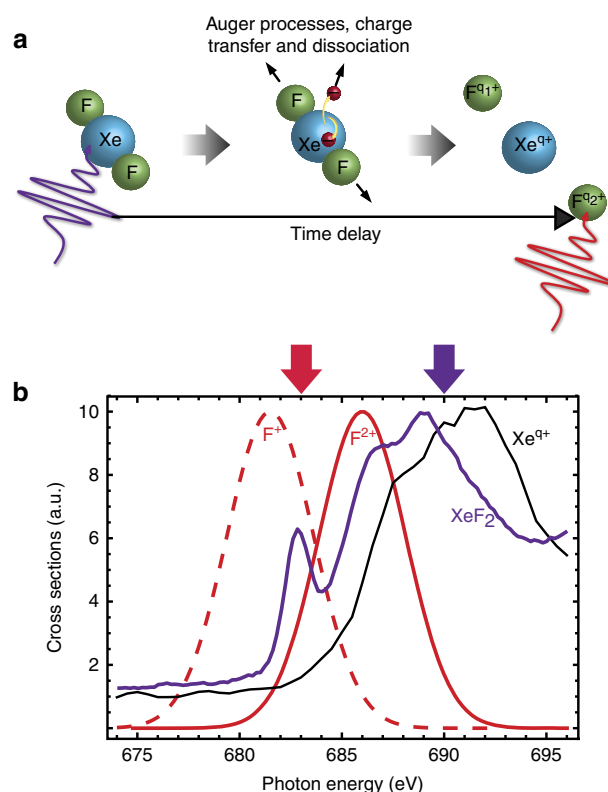 a
Auger processes, charge
transfer and dissociation
F
Xe
F
F
Xe
F
F^q1+
Xe^q+
F^q2+
Time delay
b
Cross sections (a.u.)
10
8
6
4
2
F+
F2+
Xe^q+
XeF2
675 680 685 690 695
Photon energy (eV)